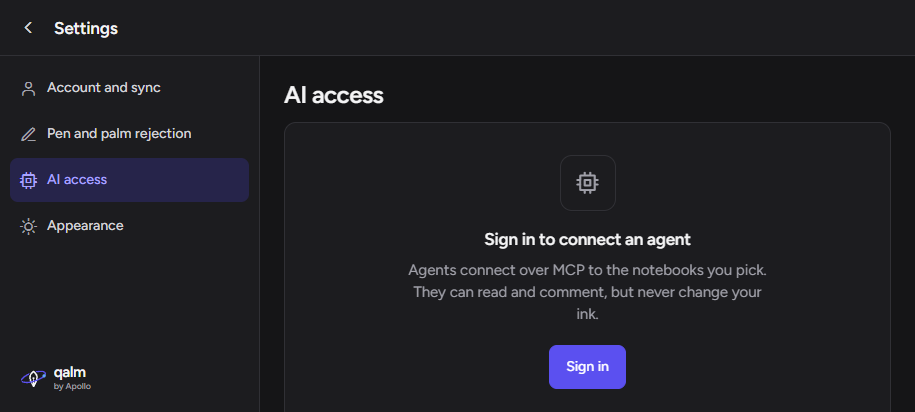 Settings
Account and sync
Pen and palm rejection
AI access
Appearance
qalm
by Apollo
AI access
Sign in to connect an agent
Agents connect over MCP to the notebooks you pick.
They can read and comment, but never change your
ink.
Sign in